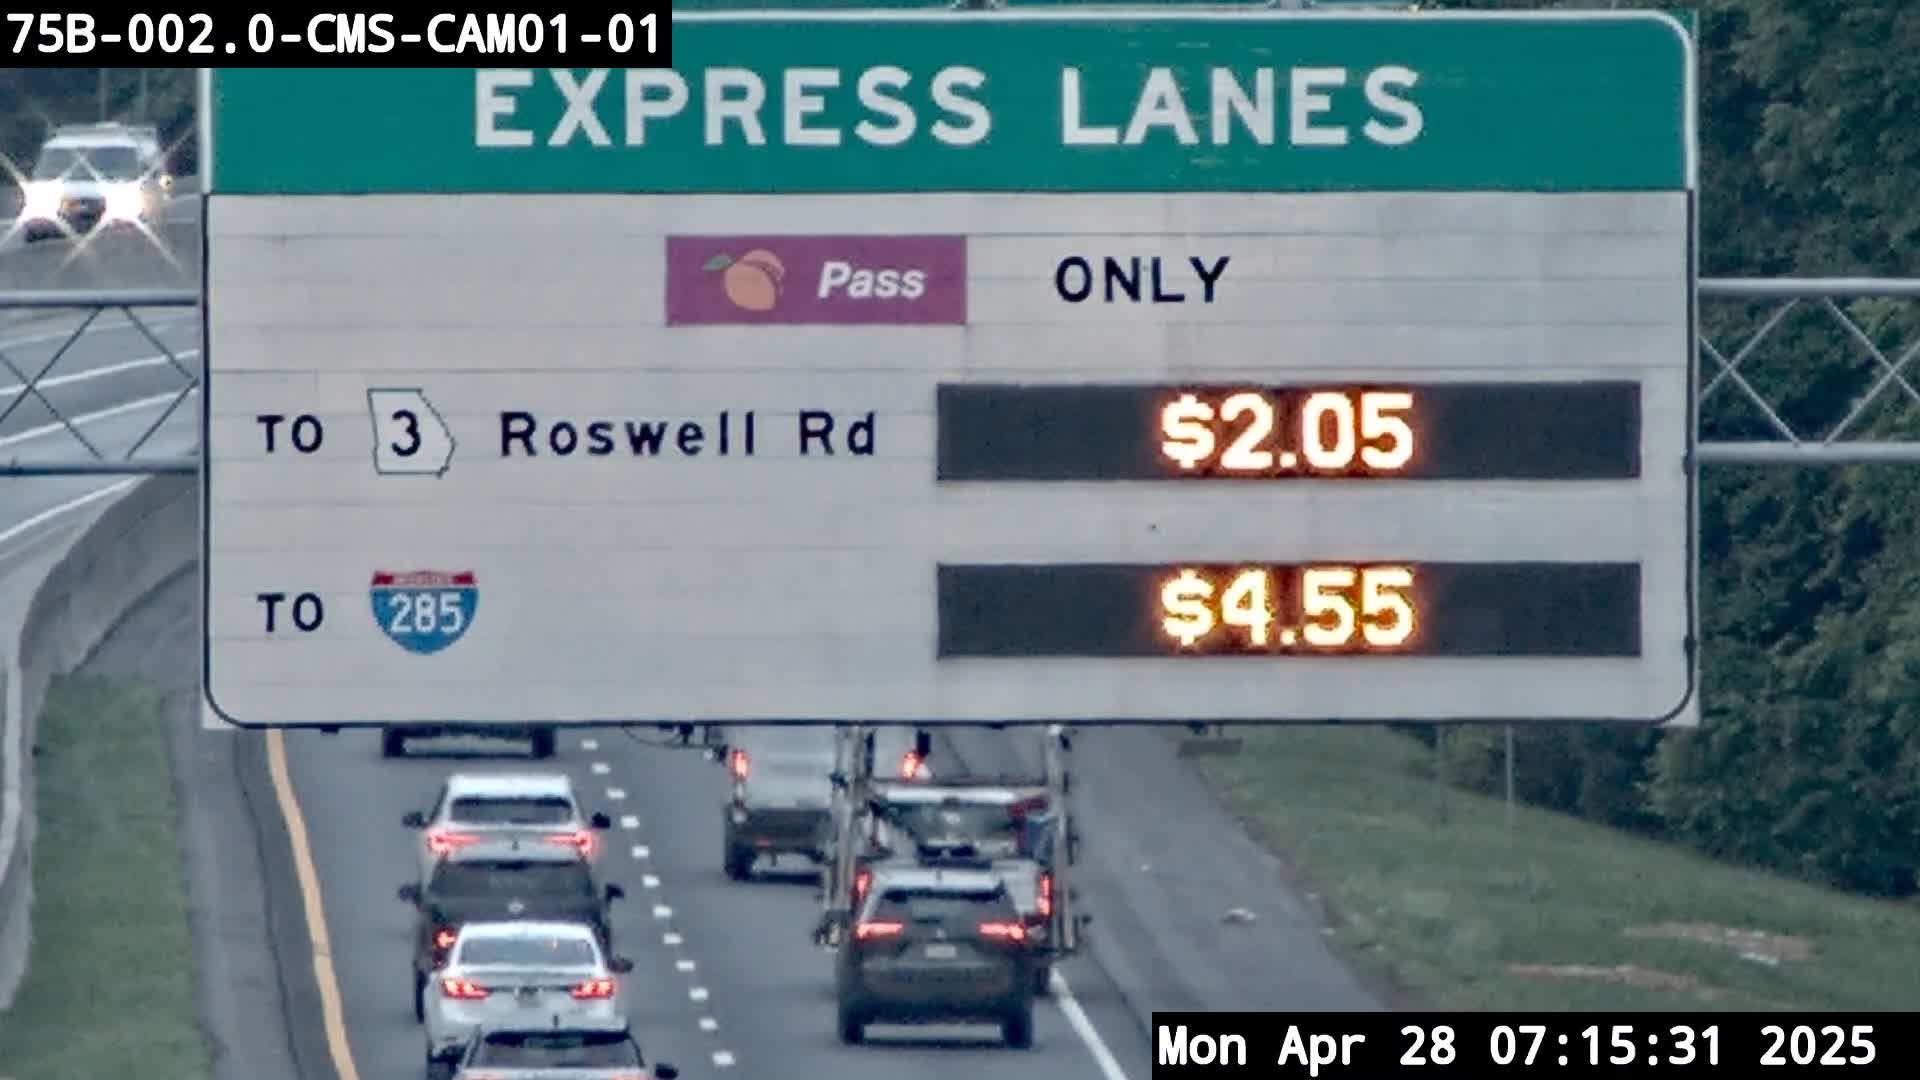 75B-002.0-CMS-CAM01-01
EXPRESS LANES
Pass ONLY
TO 3 Roswell Rd $2.05
TO 285 $4.55
Mon Apr 28 07:15:31 2025